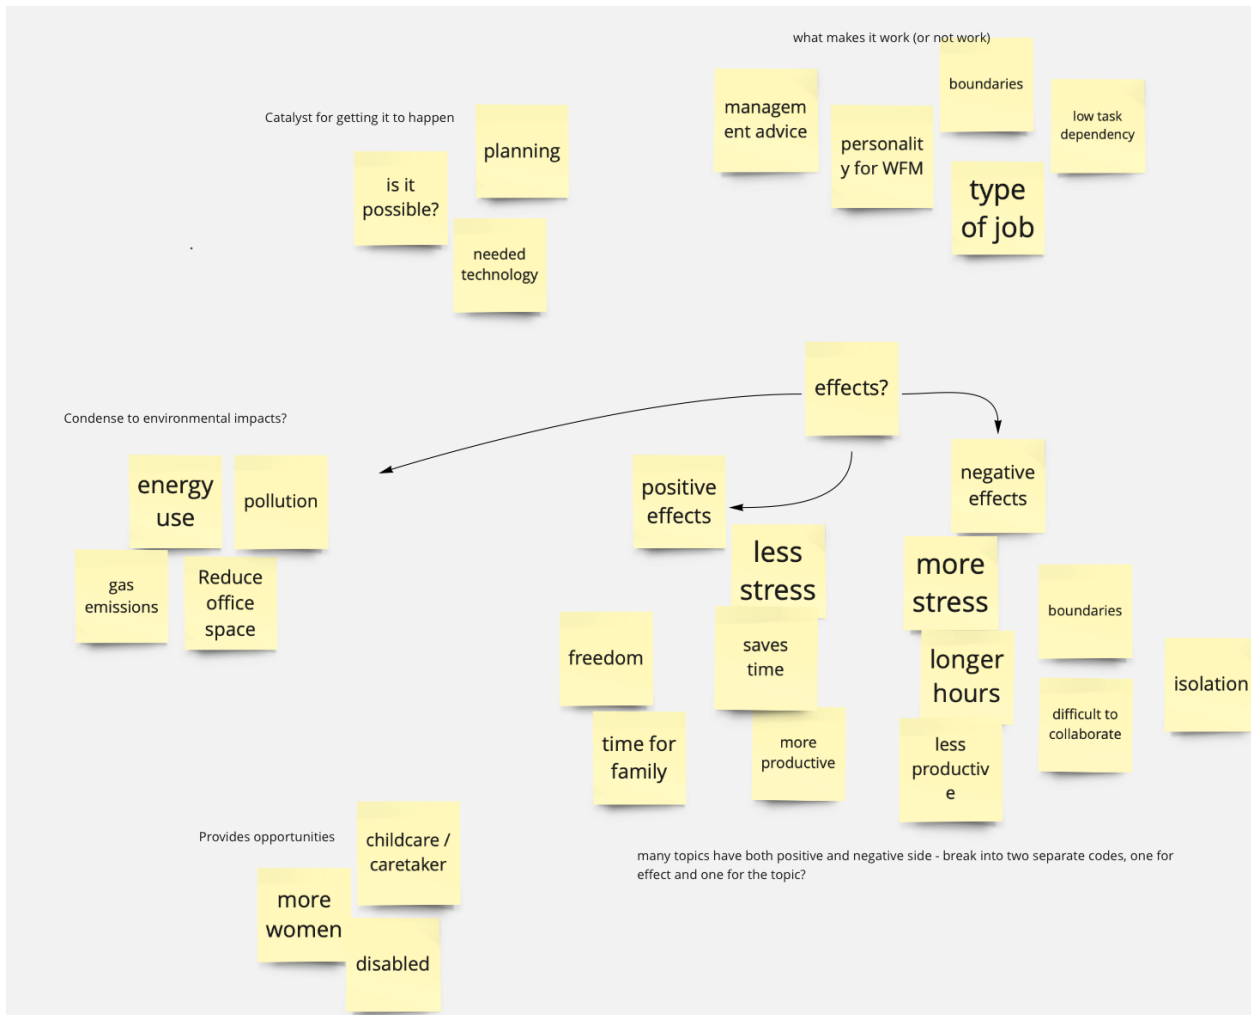 what makes it work (or not work)
boundaries
managem
ent advice
personalit
y for WFM
low task
dependency
type
of job
Catalyst for getting it to happen
planning
is it
possible?
needed
technology
effects?
Condense to environmental impacts?
energy
use
pollution
gas
emissions
Reduce
office
space
positive
effects
less
stress
freedom
saves
time
time for
family
more
productive
negative
effects
more
stress
boundaries
longer
hours
isolation
difficult to
collaborate
less
productiv
e
many topics have both positive and negative side - break into two separate codes, one for
effect and one for the topic?
Provides opportunities
childcare /
caretaker
more
women
disabled